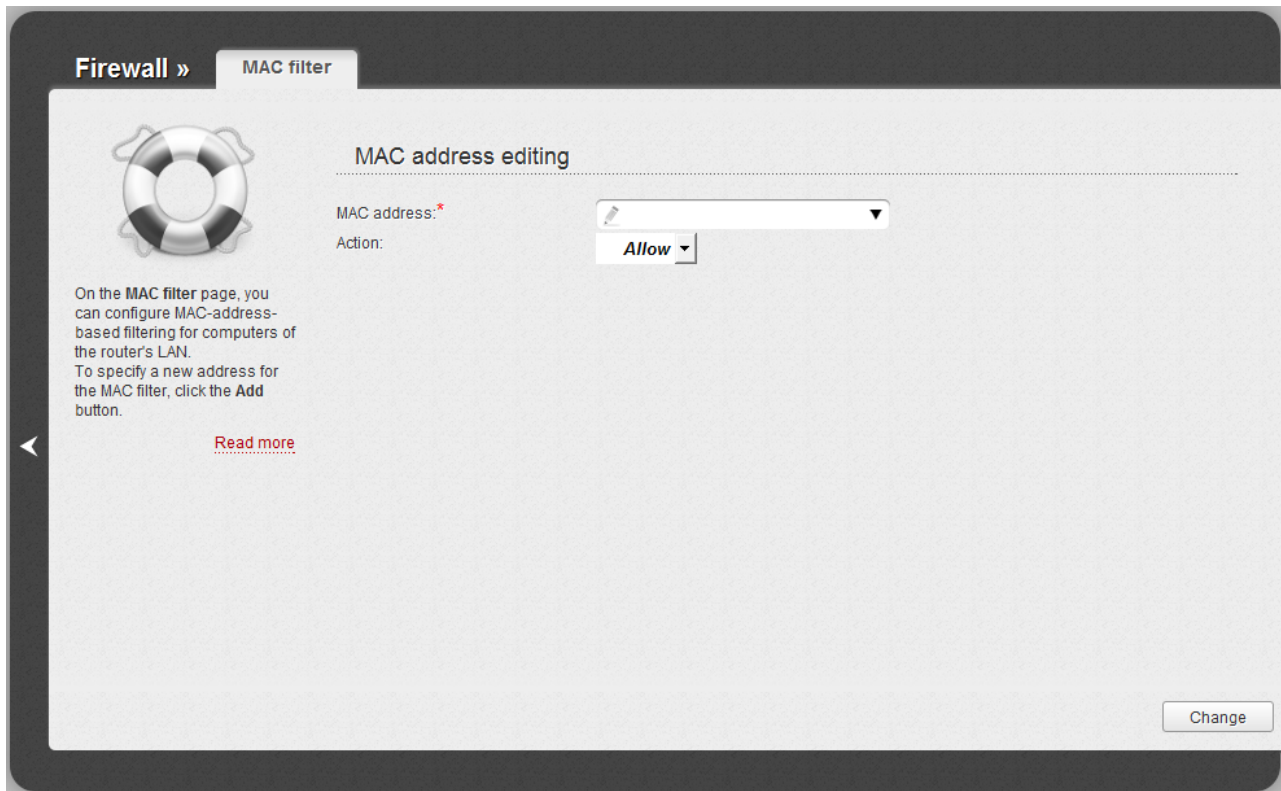 Firewall » MAC filter
MAC address editing
MAC address:*
Action: Allow
On the MAC filter page, you
can configure MAC-address-
based filtering for computers of
the router's LAN.
To specify a new address for
the MAC filter, click the Add
button.
Read more
Change